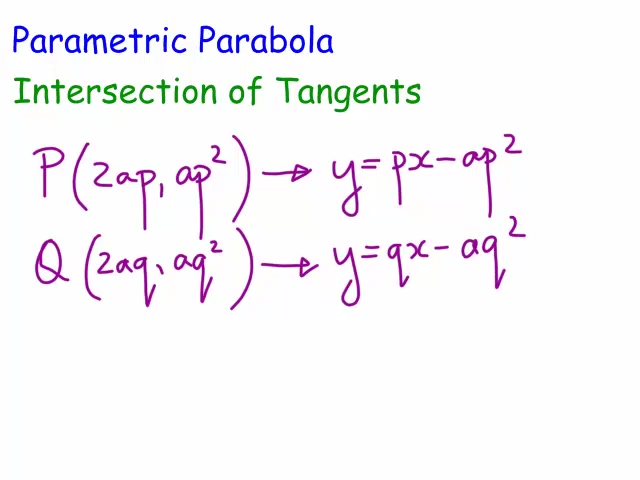 Parametric Parabola
Intersection of Tangents
P(2ap, ap²) → y = px − ap²
Q(2aq, aq²) → y = qx − aq²